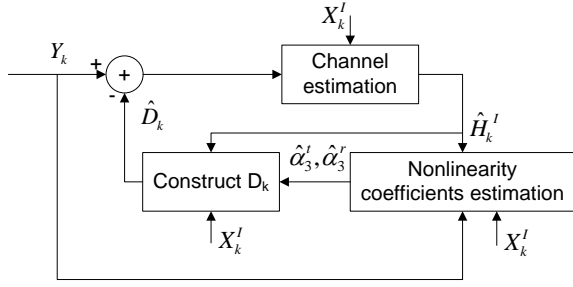 X_k^I
Y_k
+
+
-
Channel
estimation
\hat{D}_k
\hat{H}_k^I
\hat{\alpha}_3^t, \hat{\alpha}_3^r
Construct D_k
Nonlinearity
coefficients estimation
X_k^I
X_k^I